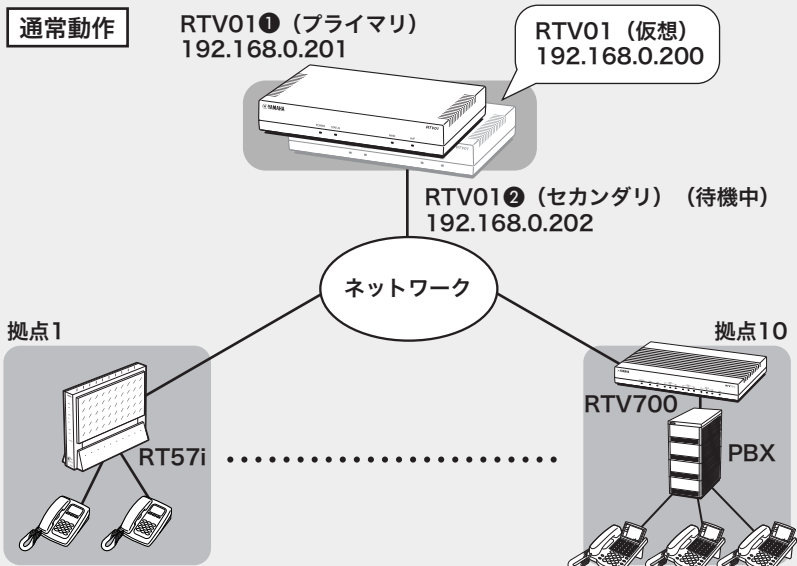 通常動作
RTV01❶（プライマリ）
192.168.0.201
RTV01（仮想）
192.168.0.200
YAMAHA
RTV01❷（セカンダリ）（待機中）
192.168.0.202
ネットワーク
拠点1
拠点10
RT57i
RTV700
PBX